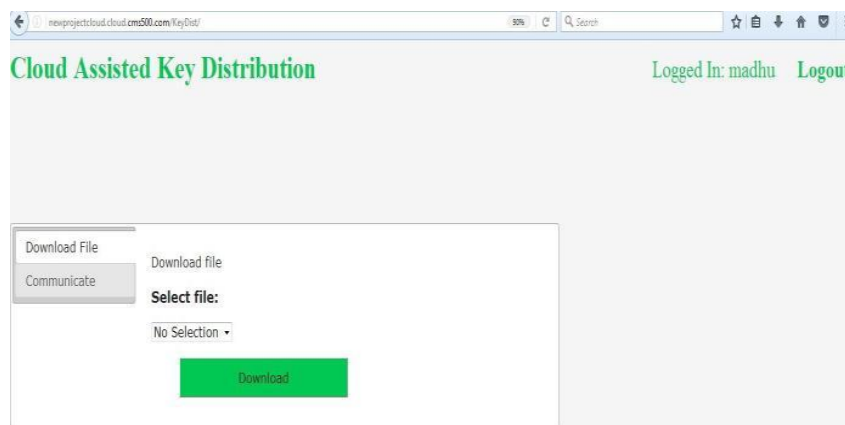 newprojectcloud.cloud.cms500.com/KeyDist/ 90% Search
Cloud Assisted Key Distribution Logged In: madhu Logout
Download File
Download file
Communicate
Select file:
No Selection
Download